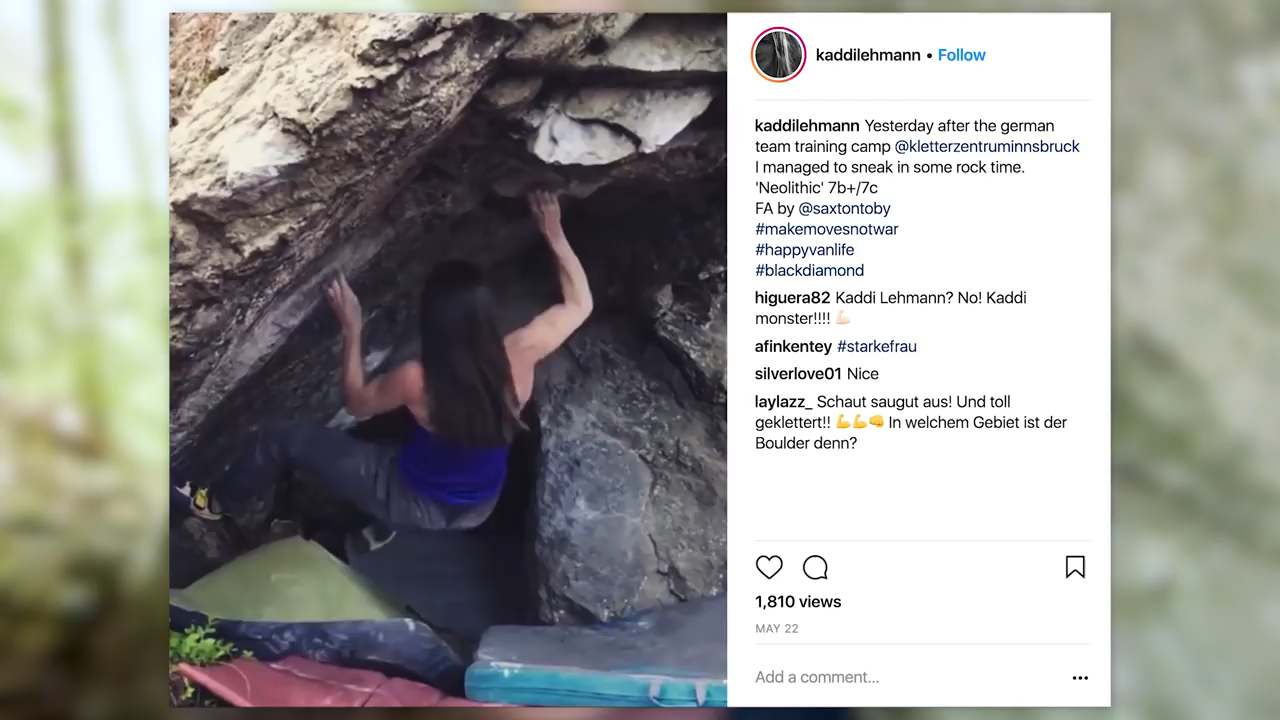 kaddilehmann • Follow
kaddilehmann Yesterday after the german
team training camp @kletterzentruminnsbruck
I managed to sneak in some rock time.
'Neolithic' 7b+/7c
FA by @saxtontoby
#makemovesnotwar
#happyvanlife
#blackdiamond
higuera82 Kaddi Lehmann? No! Kaddi
monster!!!! 💪🏻
afinkentey #starkefrau
silverlove01 Nice
laylazz_ Schaut saugut aus! Und toll
geklettert!! 💪💪👊 In welchem Gebiet ist der
Boulder denn?
1,810 views
MAY 22
Add a comment...